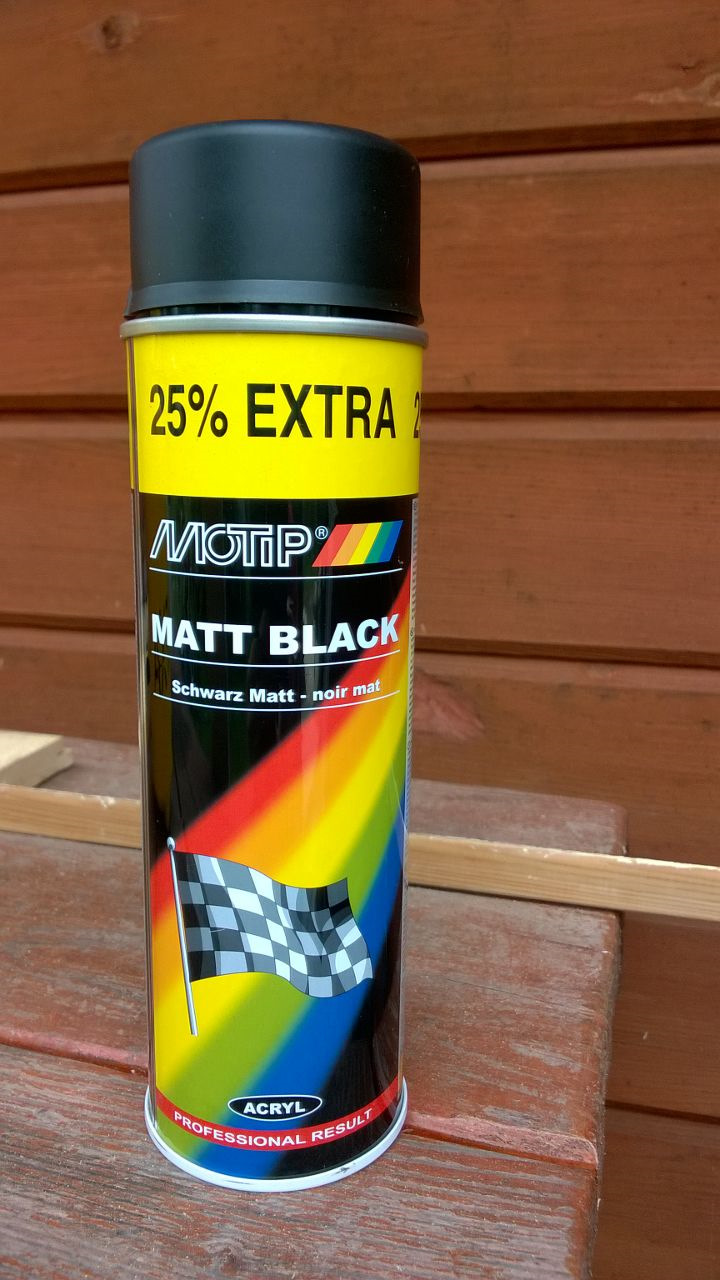 25% EXTRA
MOTIP®
MATT BLACK
Schwarz Matt - noir mat
ACRYL
PROFESSIONAL RESULT